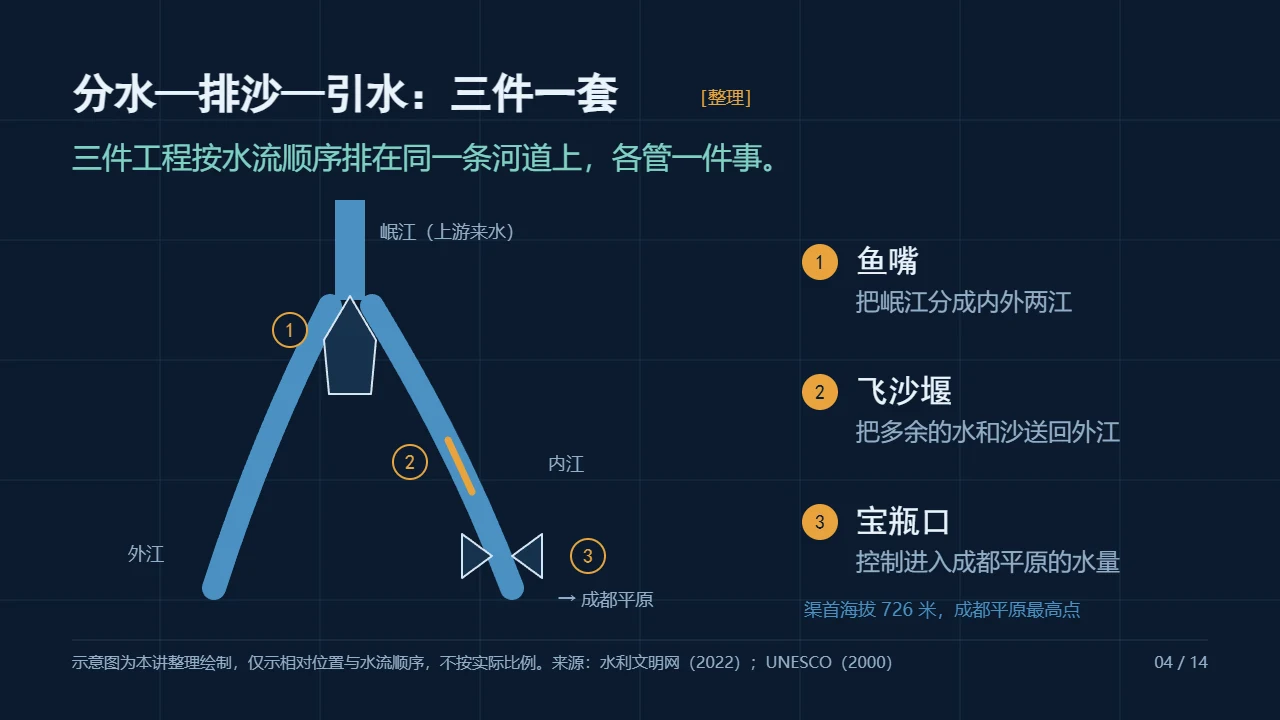 分水—排沙—引水：三件一套 [整理]
三件工程按水流顺序排在同一条河道上，各管一件事。
岷江（上游来水）
1
2
内江
外江
3
→ 成都平原
1 鱼嘴
把岷江分成内外两江
2 飞沙堰
把多余的水和沙送回外江
3 宝瓶口
控制进入成都平原的水量
渠首海拔 726 米，成都平原最高点
示意图为本讲整理绘制，仅示相对位置与水流顺序，不按实际比例。来源：水利文明网（2022）；UNESCO（2000）
04 / 14